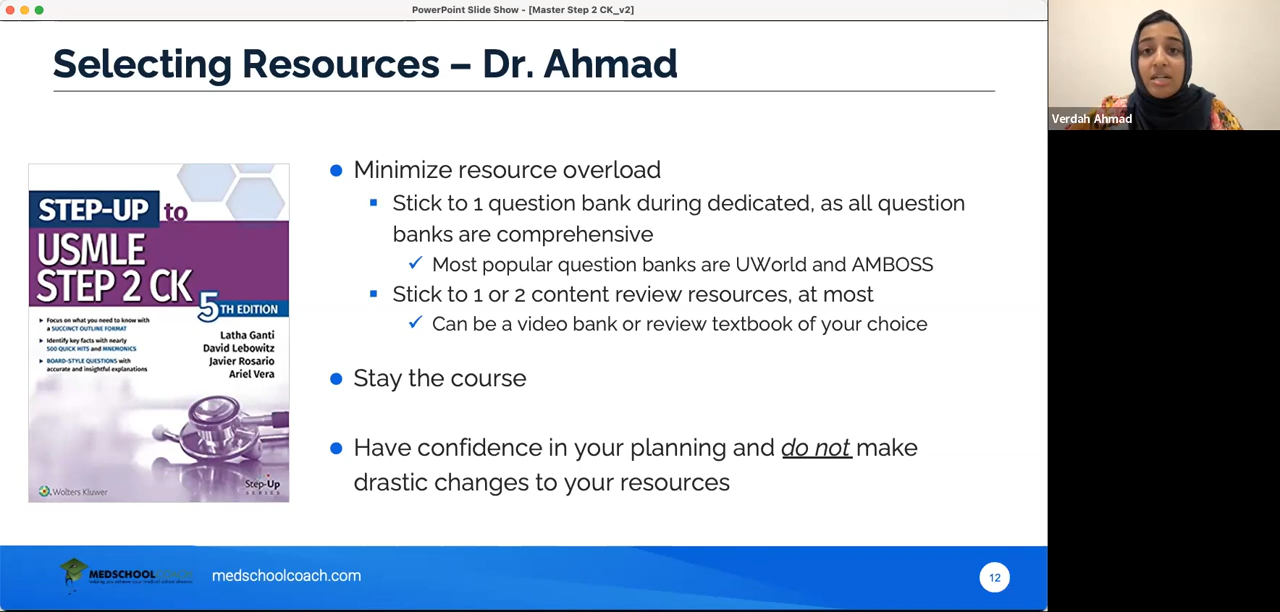 PowerPoint Slide Show - [Master Step 2 CK_v2]
Selecting Resources – Dr. Ahmad
Verdah Ahmad
STEP-UP to
USMLE
STEP 2 CK
5TH EDITION
Focus on what you need to know with
a SUCCINCT OUTLINE FORMAT
Identify key facts with nearly
500 QUICK HITS and MNEMONICS
BOARD-STYLE QUESTIONS with
accurate and insightful explanations
Latha Ganti
David Lebowitz
Javier Rosario
Ariel Vera
Wolters Kluwer
Step-Up
SERIES
● Minimize resource overload
▪ Stick to 1 question bank during dedicated, as all question
banks are comprehensive
✓ Most popular question banks are UWorld and AMBOSS
▪ Stick to 1 or 2 content review resources, at most
✓ Can be a video bank or review textbook of your choice
● Stay the course
● Have confidence in your planning and do not make
drastic changes to your resources
MEDSCHOOLCOACH
medschoolcoach.com
12